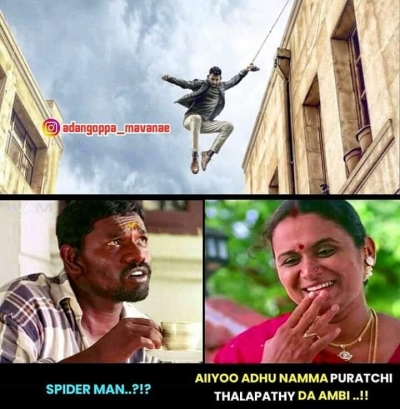 adangoppa_mavanae
SPIDER MAN..?!?
AIIYOO ADHU NAMMA PURATCHI
THALAPATHY DA AMBI ..!!